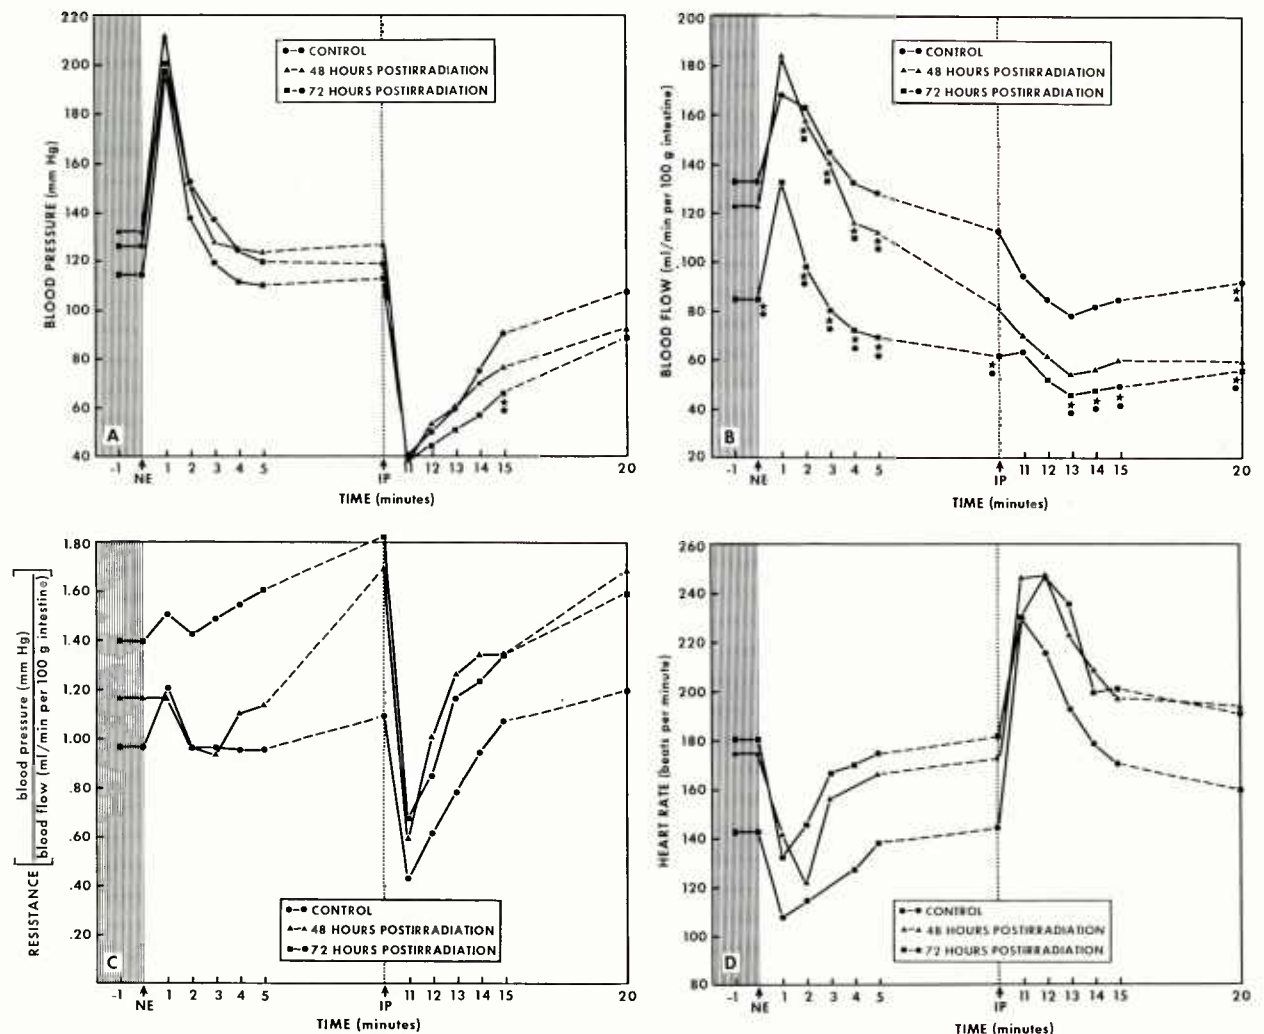 220
200
180
160
140
120
100
80
60
40
BLOOD PRESSURE (mm Hg)
CONTROL
48 HOURS POSTIRRADIATION
72 HOURS POSTIRRADIATION
A
-1 NE 1 2 3 4 5 IP 11 12 13 14 15 20
TIME (minutes)
200
180
160
140
120
100
80
60
40
20
BLOOD FLOW (ml/min per 100 g intestine)
CONTROL
48 HOURS POSTIRRADIATION
72 HOURS POSTIRRADIATION
B
-1 NE 1 2 3 4 5 IP 11 12 13 14 15 20
TIME (minutes)
1.80
1.60
1.40
1.20
1.00
.80
.60
.40
.20
RESISTANCE
blood pressure (mm Hg)
blood flow (ml/min per 100 g intestine)
CONTROL
48 HOURS POSTIRRADIATION
72 HOURS POSTIRRADIATION
C
-1 NE 1 2 3 4 5 IP 11 12 13 14 15 20
TIME (minutes)
260
240
220
200
180
160
140
120
100
80
HEART RATE (beats per minute)
CONTROL
48 HOURS POSTIRRADIATION
72 HOURS POSTIRRADIATION
D
-1 NE 1 2 3 4 5 IP 11 12 13 14 15 20
TIME (minutes)